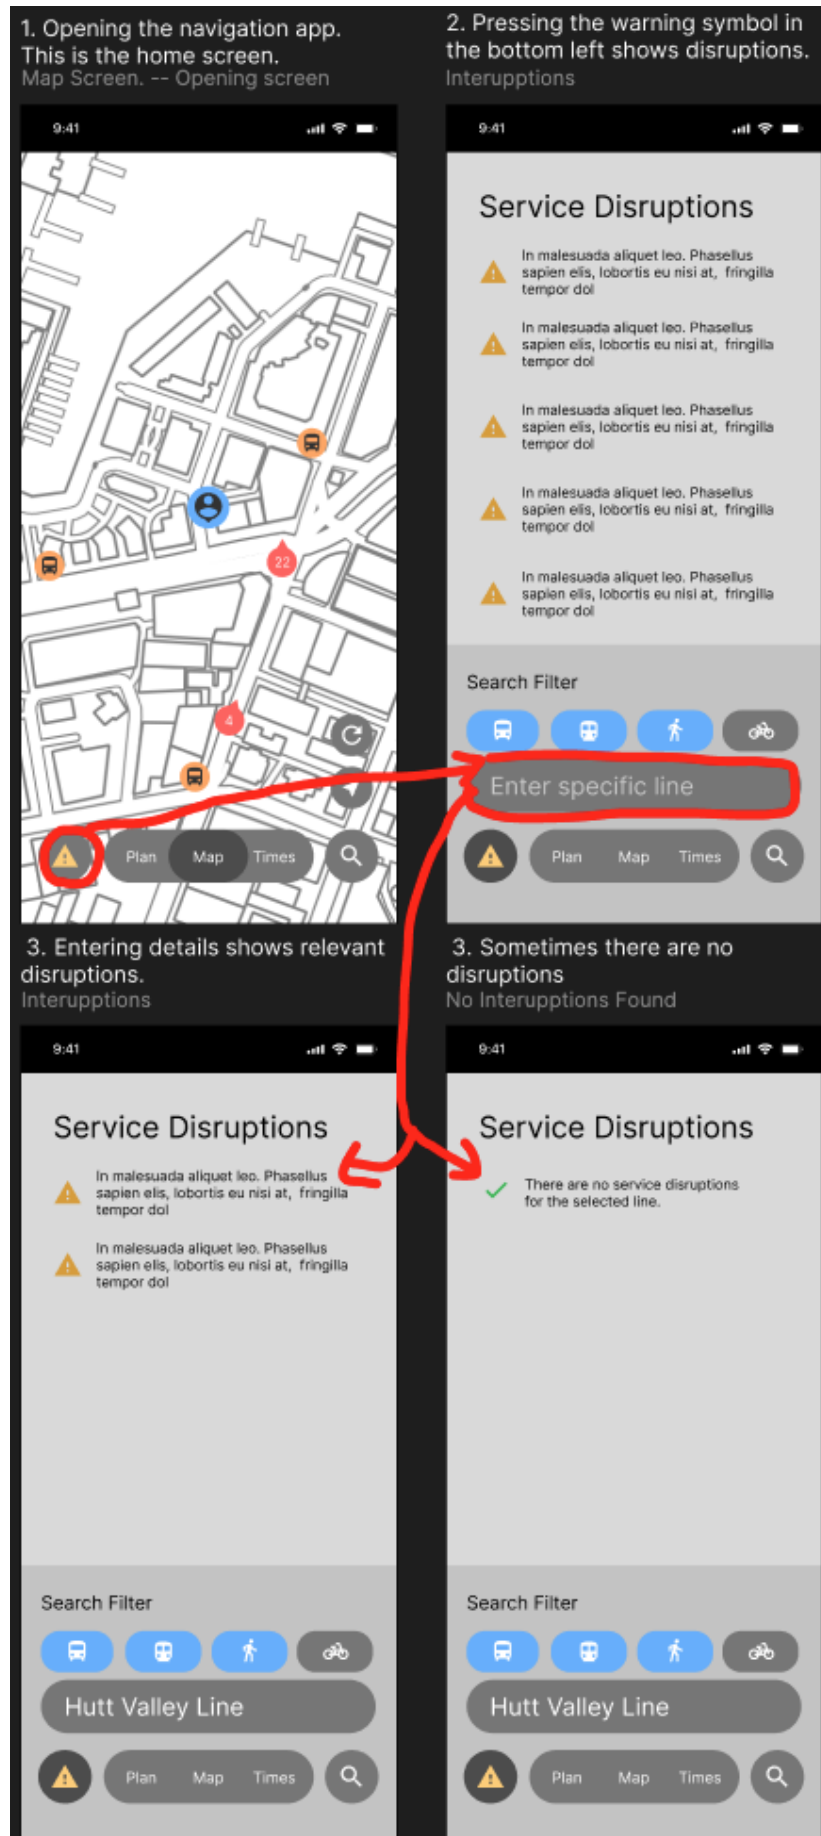 1. Opening the navigation app.
This is the home screen.
Map Screen. -- Opening screen
9:41
22
4
Plan Map Times
2. Pressing the warning symbol in
the bottom left shows disruptions.
Interupptions
9:41
Service Disruptions
In malesuada aliquet leo. Phasellus
sapien elis, lobortis eu nisi at, fringilla
tempor dol
In malesuada aliquet leo. Phasellus
sapien elis, lobortis eu nisi at, fringilla
tempor dol
In malesuada aliquet leo. Phasellus
sapien elis, lobortis eu nisi at, fringilla
tempor dol
In malesuada aliquet leo. Phasellus
sapien elis, lobortis eu nisi at, fringilla
tempor dol
In malesuada aliquet leo. Phasellus
sapien elis, lobortis eu nisi at, fringilla
tempor dol
Search Filter
Enter specific line
Plan Map Times
3. Entering details shows relevant
disruptions.
Interupptions
9:41
Service Disruptions
In malesuada aliquet leo. Phasellus
sapien elis, lobortis eu nisi at, fringilla
tempor dol
In malesuada aliquet leo. Phasellus
sapien elis, lobortis eu nisi at, fringilla
tempor dol
Search Filter
Hutt Valley Line
Plan Map Times
3. Sometimes there are no
disruptions
No Interupptions Found
9:41
Service Disruptions
There are no service disruptions
for the selected line.
Search Filter
Hutt Valley Line
Plan Map Times